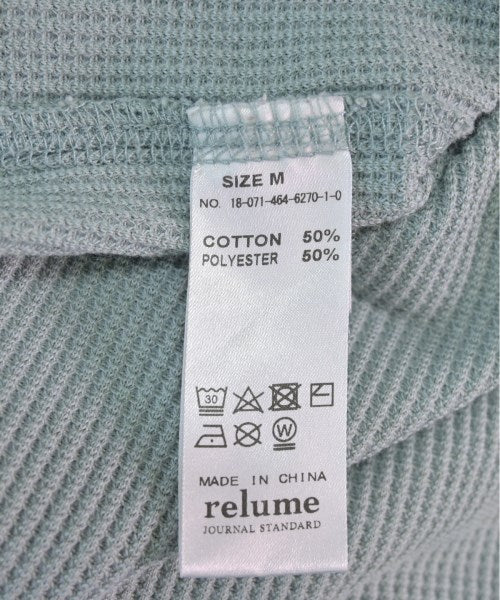 SIZE M
NO. 18-071-464-6270-1-0
COTTON 50%
POLYESTER 50%
30
W
MADE IN CHINA
relume
JOURNAL STANDARD